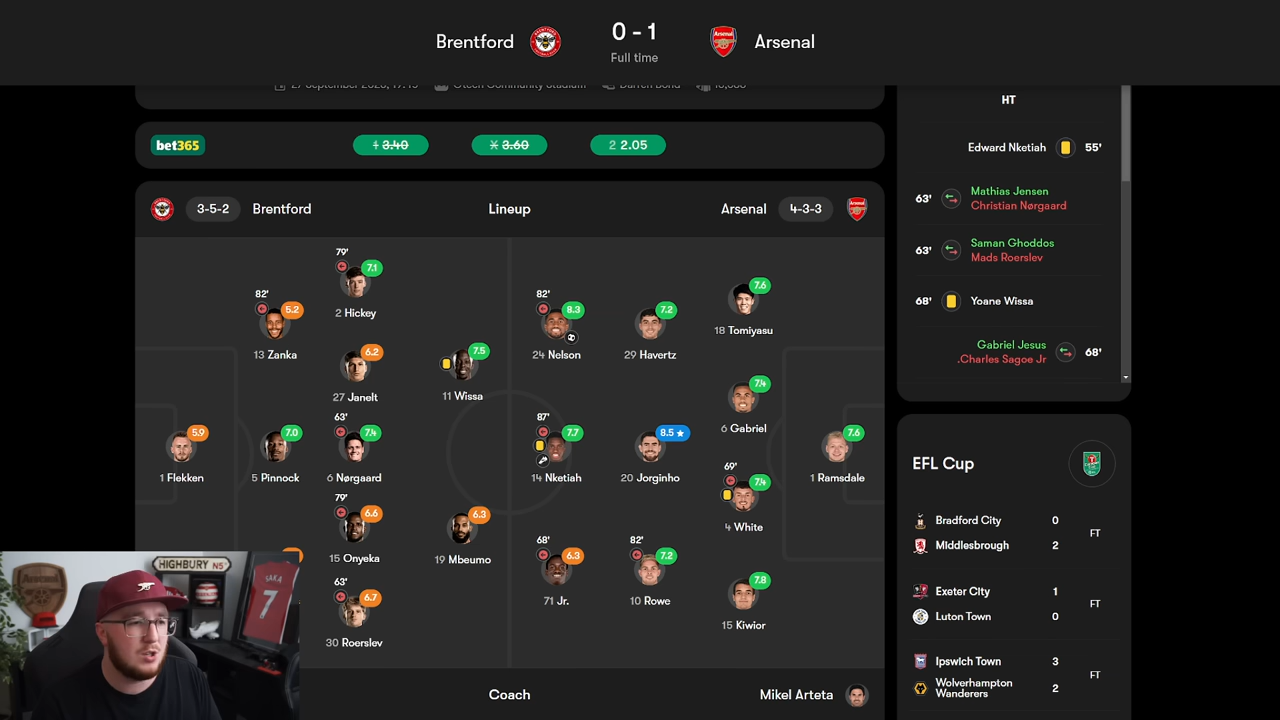 Brentford
0 - 1
Full time
Arsenal
bet365
1 3.40
X 3.60
2 2.05
3-5-2
Brentford
Lineup
Arsenal
4-3-3
79'
7.1
2 Hickey
82'
5.2
13 Zanka
6.2
27 Janelt
7.5
11 Wissa
5.9
1 Flekken
7.0
5 Pinnock
63'
7.4
6 Nørgaard
79'
6.6
15 Onyeka
6.3
19 Mbeumo
63'
6.7
30 Roerslev
82'
8.3
24 Nelson
7.2
29 Havertz
7.6
18 Tomiyasu
7.4
6 Gabriel
87'
7.7
14 Nketiah
8.5
20 Jorginho
7.6
1 Ramsdale
69'
7.4
4 White
68'
6.3
71 Jr.
82'
7.2
10 Rowe
7.8
15 Kiwior
Coach
Mikel Arteta
HT
Edward Nketiah
55'
63'
Mathias Jensen
Christian Nørgaard
63'
Saman Ghoddos
Mads Roerslev
68'
Yoane Wissa
Gabriel Jesus
.Charles Sagoe Jr
68'
EFL Cup
Bradford City 0
Middlesbrough 2
FT
Exeter City 1
Luton Town 0
FT
Ipswich Town 3
Wolverhampton
Wanderers 2
FT
HIGHBURY N5
SAKA
7